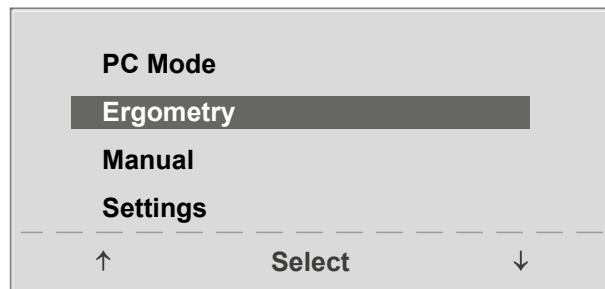 PC Mode
Ergometry
Manual
Settings
↑ Select ↓